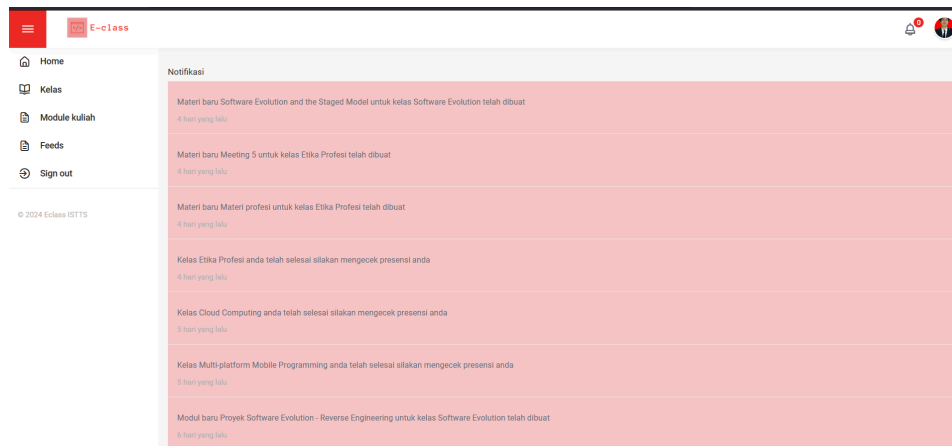 E-class
0
Home
Kelas
Module kuliah
Feeds
Sign out
© 2024 Eclass ISTTS
Notifikasi
Materi baru Software Evolution and the Staged Model untuk kelas Software Evolution telah dibuat
4 hari yang lalu
Materi baru Meeting 5 untuk kelas Etika Profesi telah dibuat
4 hari yang lalu
Materi baru Materi profesi untuk kelas Etika Profesi telah dibuat
4 hari yang lalu
Kelas Etika Profesi anda telah selesai silakan mengecek presensi anda
4 hari yang lalu
Kelas Cloud Computing anda telah selesai silakan mengecek presensi anda
5 hari yang lalu
Kelas Multi-platform Mobile Programming anda telah selesai silakan mengecek presensi anda
5 hari yang lalu
Modul baru Proyek Software Evolution - Reverse Engineering untuk kelas Software Evolution telah dibuat
6 hari yang lalu